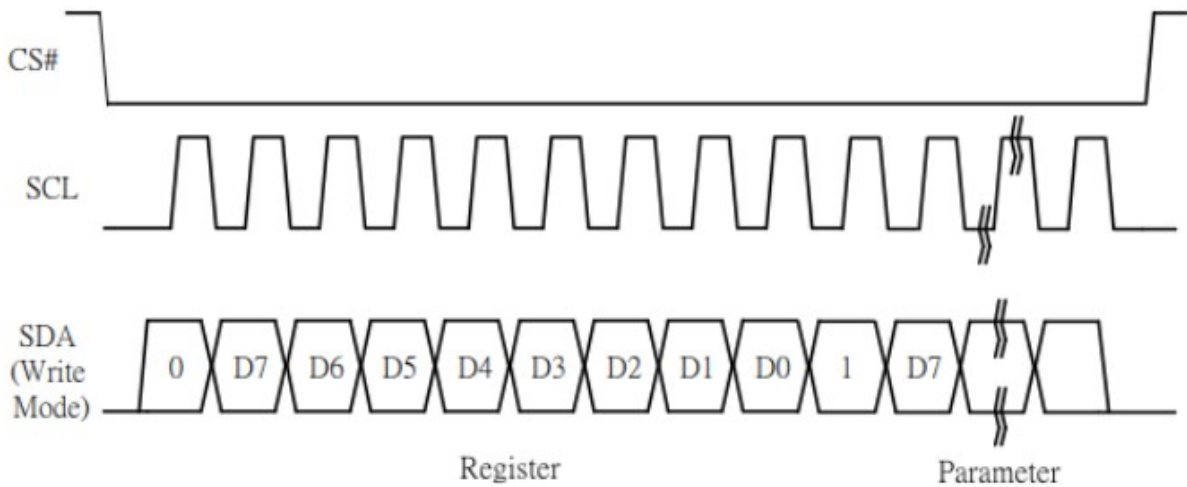 CS#
SCL
SDA
(Write
Mode)
0 D7 D6 D5 D4 D3 D2 D1 D0 1 D7
Register
Parameter